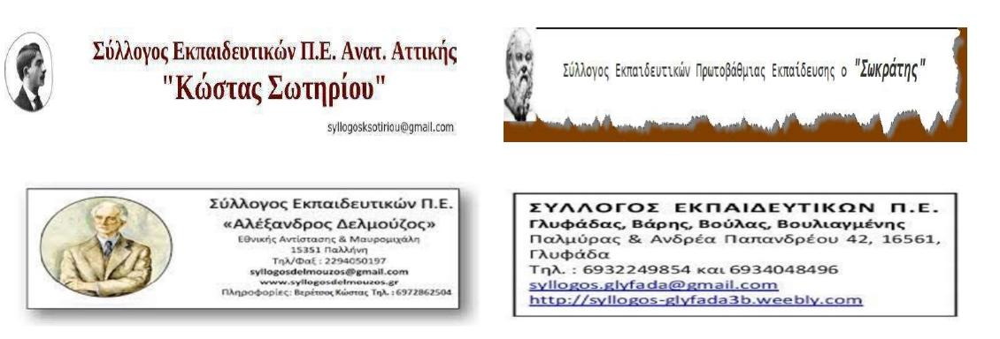 Σύλλογος Εκπαιδευτικών Π.Ε. Ανατ. Αττικής
"Κώστας Σωτηρίου"
syllogosksotiriou@gmail.com
Σύλλογος Εκπαιδευτικών Πρωτοβάθμιας Εκπαίδευσης ο "Σωκράτης"
Σύλλογος Εκπαιδευτικών Π.Ε.
«Αλέξανδρος Δελμούζος»
Εθνικής Αντίστασης & Μαυρομιχάλη
15351 Παλλήνη
Τηλ/Φαξ : 2294050197
syllogosdelmouzos@gmail.com
www.syllogosdelmouzos.gr
Πληροφορίες: Βερέτσος Κώστας Τηλ. : 6972862504
ΣΥΛΛΟΓΟΣ ΕΚΠΑΙΔΕΥΤΙΚΩΝ Π.Ε.
Γλυφάδας, Βάρης, Βούλας, Βουλιαγμένης
Παλμύρας & Ανδρέα Παπανδρέου 42, 16561,
Γλυφάδα
Τηλ. : 6932249854 και 6934048496
syllogos.glyfada@gmail.com
http://syllogos-glyfada3b.weebly.com